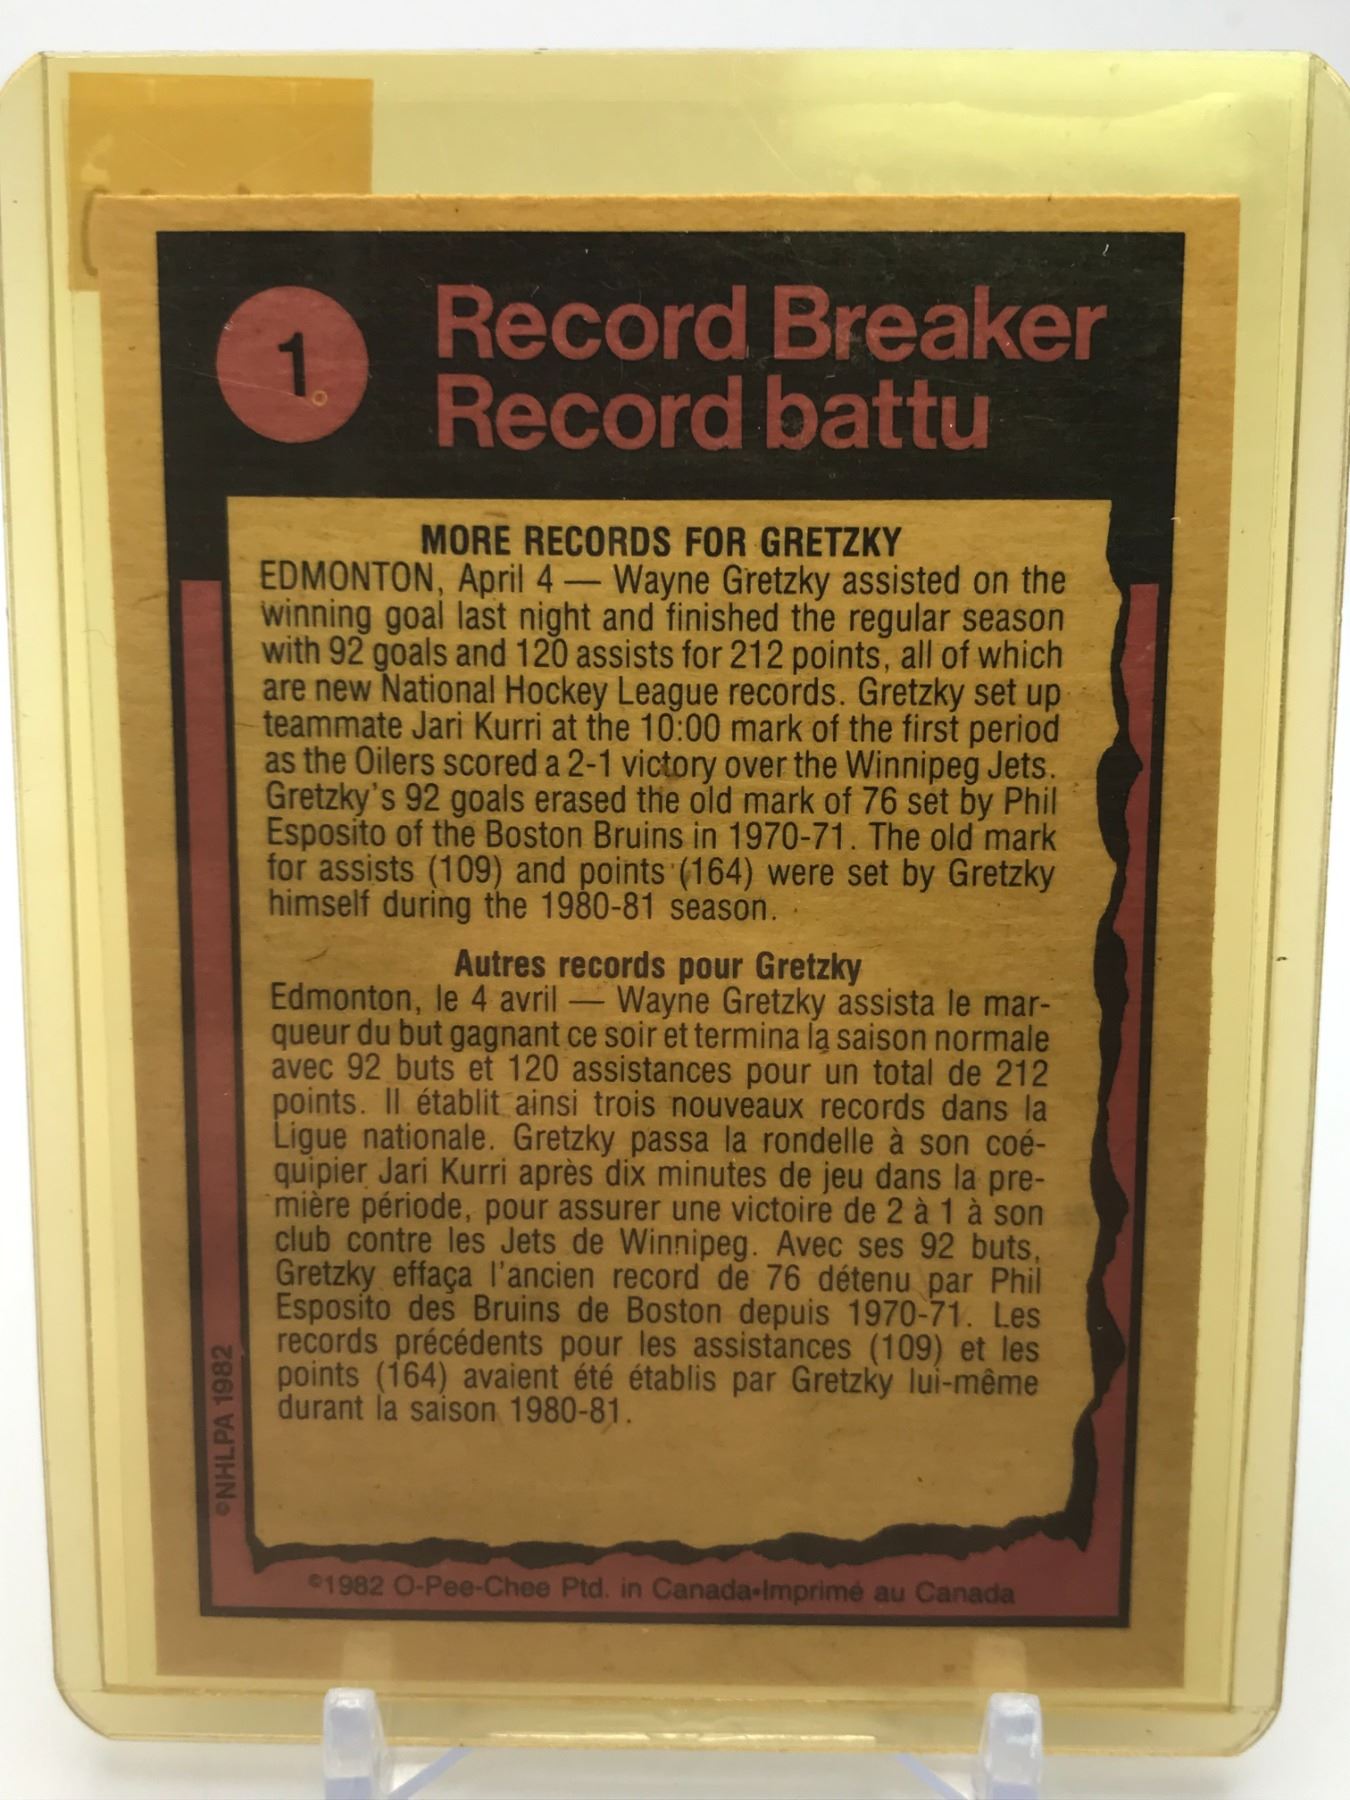 1
Record Breaker
Record battu
MORE RECORDS FOR GRETZKY
EDMONTON, April 4 — Wayne Gretzky assisted on the
winning goal last night and finished the regular season
with 92 goals and 120 assists for 212 points, all of which
are new National Hockey League records. Gretzky set up
teammate Jari Kurri at the 10:00 mark of the first period
as the Oilers scored a 2-1 victory over the Winnipeg Jets.
Gretzky's 92 goals erased the old mark of 76 set by Phil
Esposito of the Boston Bruins in 1970-71. The old mark
for assists (109) and points (164) were set by Gretzky
himself during the 1980-81 season.
Autres records pour Gretzky
Edmonton, le 4 avril — Wayne Gretzky assista le mar-
queur du but gagnant ce soir et termina la saison normale
avec 92 buts et 120 assistances pour un total de 212
points. Il établit ainsi trois nouveaux records dans la
Ligue nationale. Gretzky passa la rondelle à son coé-
quipier Jari Kurri après dix minutes de jeu dans la pre-
mière période, pour assurer une victoire de 2 à 1 à son
club contre les Jets de Winnipeg. Avec ses 92 buts,
Gretzky effaça l'ancien record de 76 détenu par Phil
Esposito des Bruins de Boston depuis 1970-71. Les
records précédents pour les assistances (109) et les
points (164) avaient été établis par Gretzky lui-même
durant la saison 1980-81.
©NHLPA 1982
©1982 O-Pee-Chee Ptd. in Canada•Imprimé au Canada